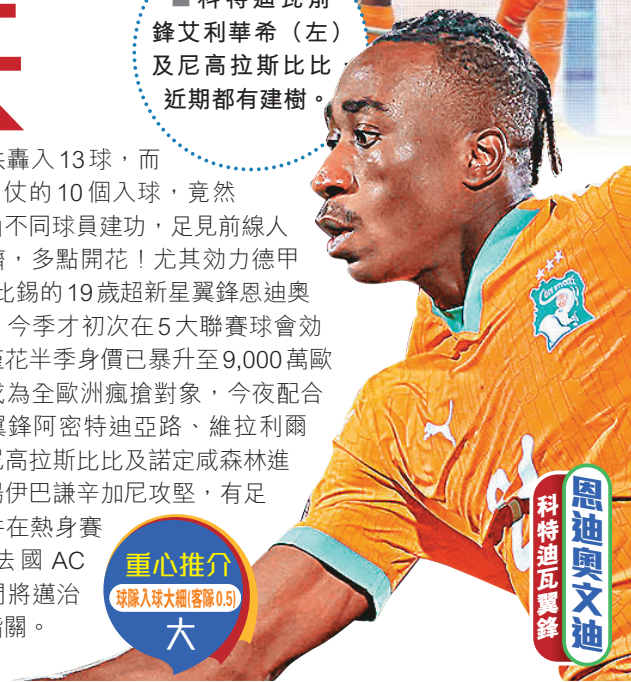 ■ 科特迪瓦前
鋒艾利華希（左）
及尼高拉斯比比，
近期都有建樹。
轟入13球，而
仗的10個入球，竟然
不同球員建功，足見前線人
，多點開花！尤其効力德甲
比錫的19歲超新星翼鋒恩迪奧
，今季才初次在5大聯賽球會効
花半季身價已暴升至9,000萬歐
成為全歐洲瘋搶對象，今夜配合
翼鋒阿密特迪亞路、維拉利爾
尼高拉斯比比及諾定咸森林進
伊巴謙辛加尼攻堅，有足
在熱身賽
法國 AC
門將邁治
關。
重心推介
球隊入球大細(客隊0.5)
大
恩迪奧文迪
科特迪瓦翼鋒